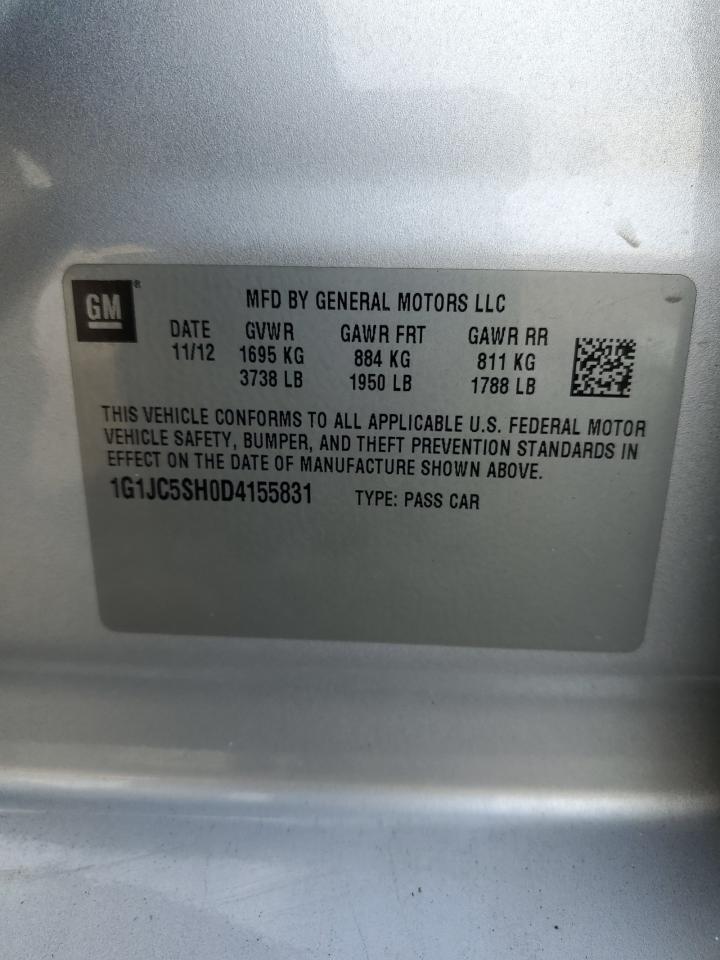 GM ®
MFD BY GENERAL MOTORS LLC
DATE GVWR GAWR FRT GAWR RR
11/12 1695 KG 884 KG 811 KG
3738 LB 1950 LB 1788 LB
THIS VEHICLE CONFORMS TO ALL APPLICABLE U.S. FEDERAL MOTOR
VEHICLE SAFETY, BUMPER, AND THEFT PREVENTION STANDARDS IN
EFFECT ON THE DATE OF MANUFACTURE SHOWN ABOVE.
1G1JC5SH0D4155831 TYPE: PASS CAR